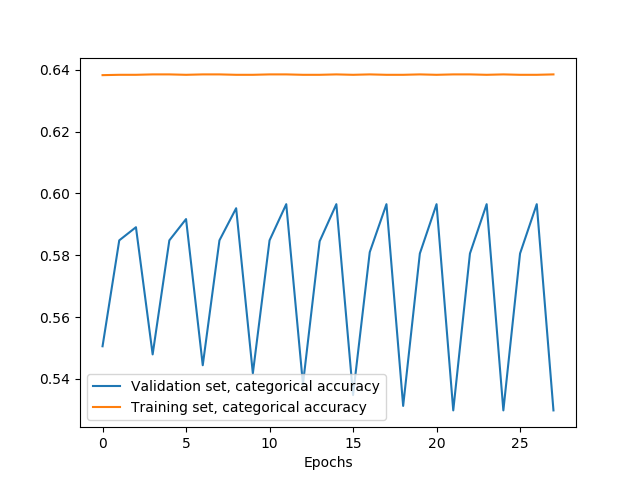 0.64
0.62
0.60
0.58
0.56
0.54
Validation set, categorical accuracy
Training set, categorical accuracy
0 5 10 15 20 25
Epochs